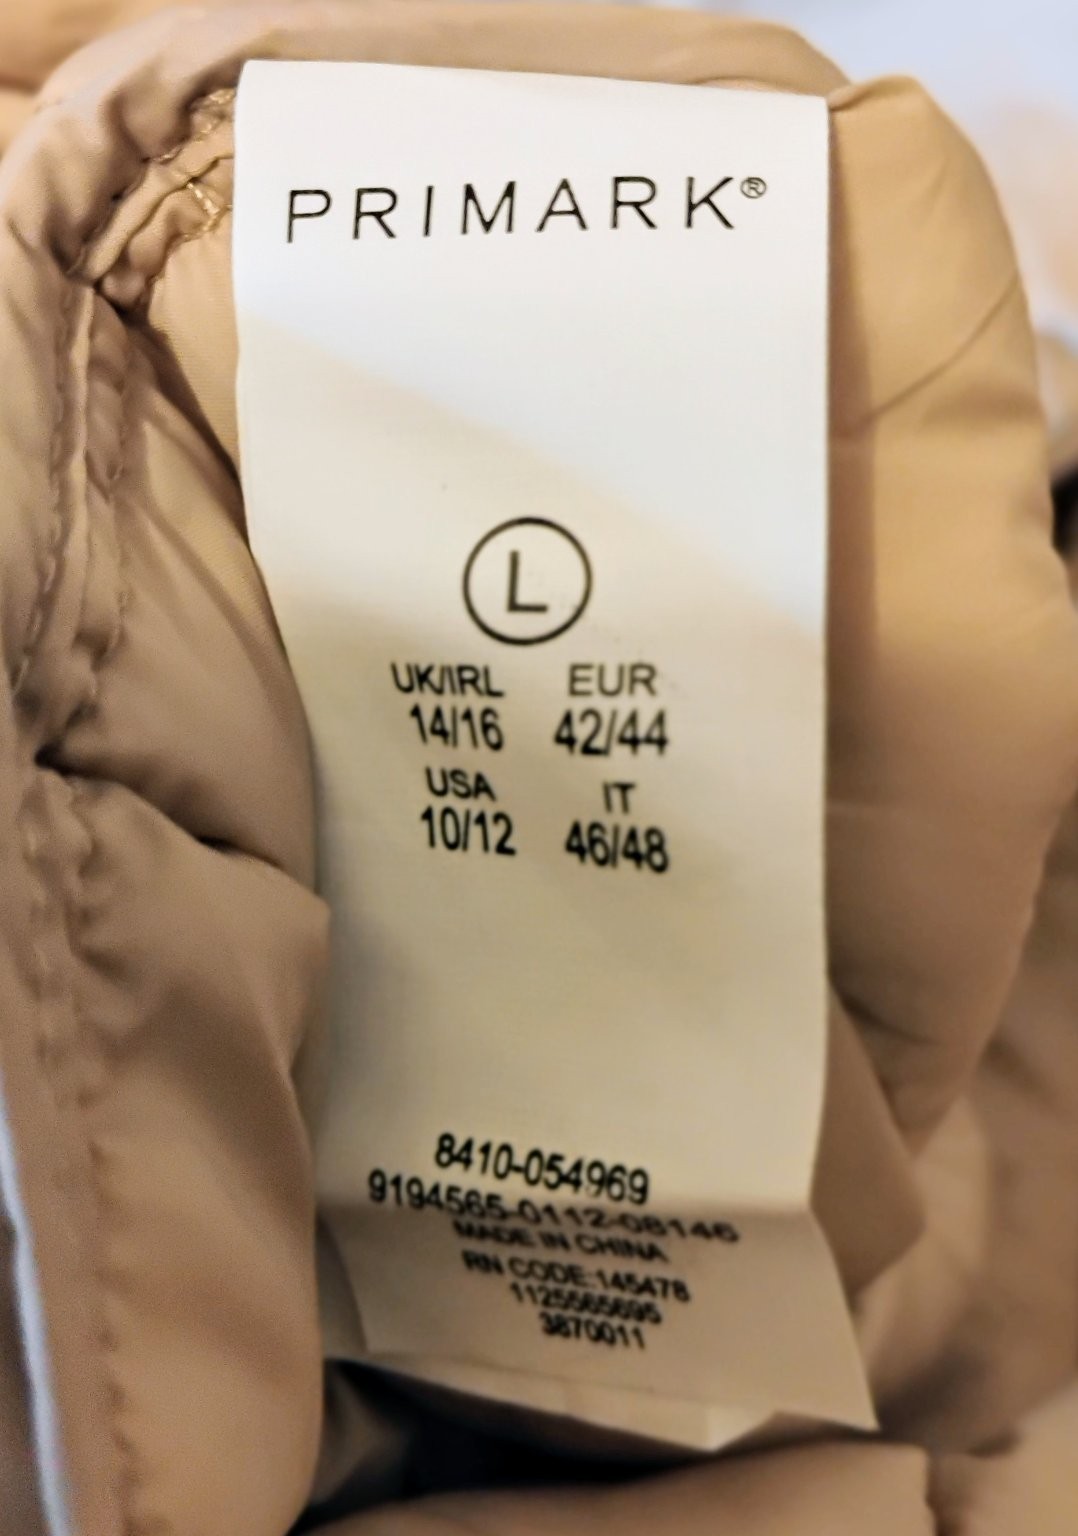 PRIMARK®
L
UK/IRL EUR
14/16 42/44
USA IT
10/12 46/48
8410-054969
9194565-0112-08146
MADE IN CHINA
RN CODE:145478
1125565695
3870011